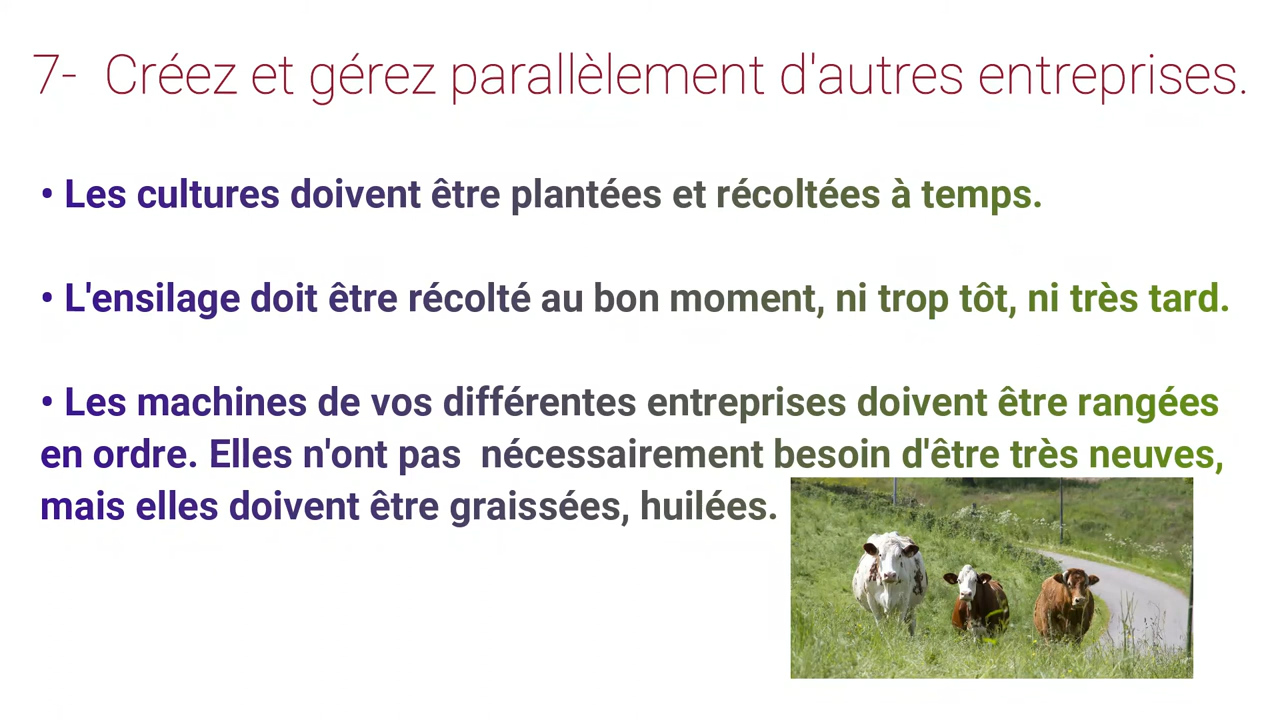 7-  Créez et gérez parallèlement d'autres entreprises.
• Les cultures doivent être plantées et récoltées à temps.
• L'ensilage doit être récolté au bon moment, ni trop tôt, ni très tard.
• Les machines de vos différentes entreprises doivent être rangées
en ordre. Elles n'ont pas  nécessairement besoin d'être très neuves,
mais elles doivent être graissées, huilées.